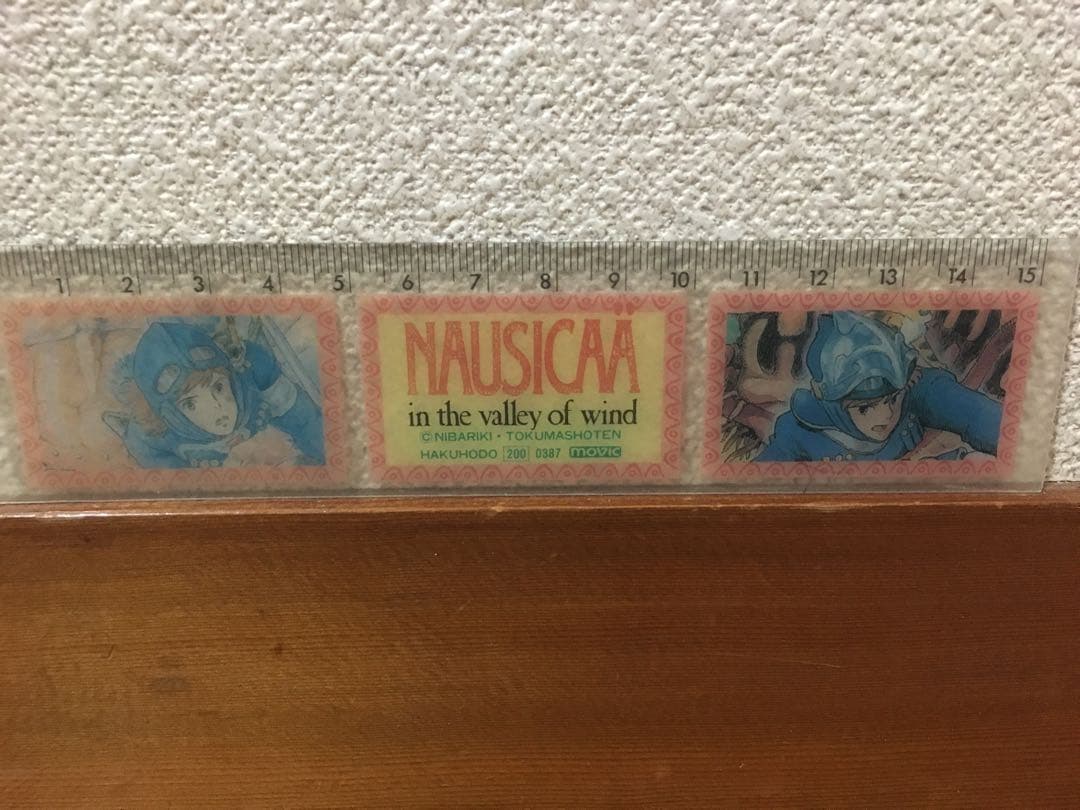 1 2 3 4 5 6 7 8 9 10 11 12 13 14 15
NAUSICAÄ
in the valley of wind
©NIBARIKI・TOKUMASHOTEN
HAKUHODO 200 0387 movic